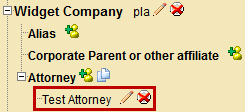 Widget Company pla
Alias
Corporate Parent or other affiliate
Attorney
Test Attorney